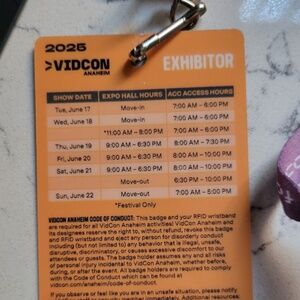 2025
>VIDCON
ANAHEIM
EXHIBITOR
SHOW DATE EXPO HALL HOURS ACC ACCESS HOURS
Tue, June 17 Move-in 7:00 AM – 6:00 PM
Wed, June 18 Move-in 7:00 AM – 6:00 PM
*11:00 AM – 8:00 PM 7:00 AM – 6:00 PM
Thu, June 19 9:00 AM – 6:30 PM 8:00 AM – 7:30 PM
Fri, June 20 9:00 AM – 6:30 PM 8:00 AM – 10:00 PM
Sat, June 21 9:00 AM – 6:30 PM 8:00 AM – 7:30 PM
Move-out 6:30 PM – 10:00 PM
Sun, June 22 Move-out 7:00 AM – 5:00 PM
*Festival Only
VIDCON ANAHEIM CODE OF CONDUCT: This badge and your RFID wristband
are required for all VidCon Anaheim activities! VidCon Anaheim and
its designees reserve the right to, without refund, revoke this badge
and RFID wristband and eject any person for disorderly conduct
including (but not limited to) any behavior that is illegal, unsafe,
disruptive, discriminatory, or causes excessive discomfort to our
attendees or guests. The badge holder assumes any and all risks
of personal injury incidental to VidCon Anaheim, whether before,
during, or after the event. All badge holders are required to comply
with the Code of Conduct which can be found at
vidcon.com/anaheim/code-of-conduct.
If you observe or feel like you are in an unsafe situation, please notify
member immediately. Additional resources